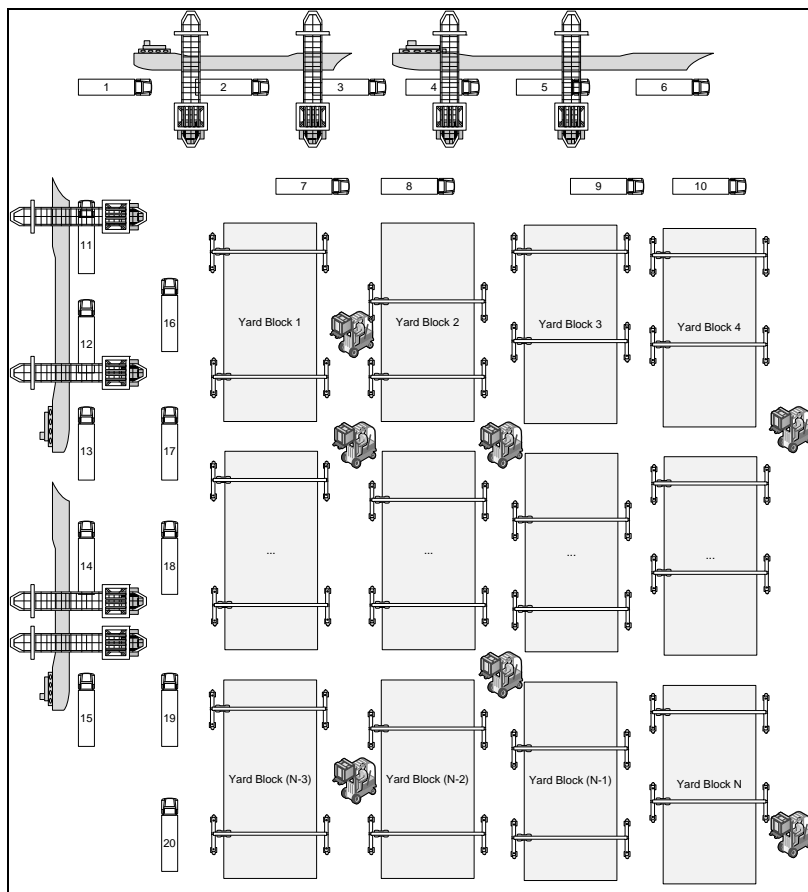 1 2 3 4 5 6
7 8 9 10
11
16
12
Yard Block 1 Yard Block 2 Yard Block 3 Yard Block 4
13 17
14 18
... ... ... ...
15 19
Yard Block (N-3) Yard Block (N-2) Yard Block (N-1) Yard Block N
20